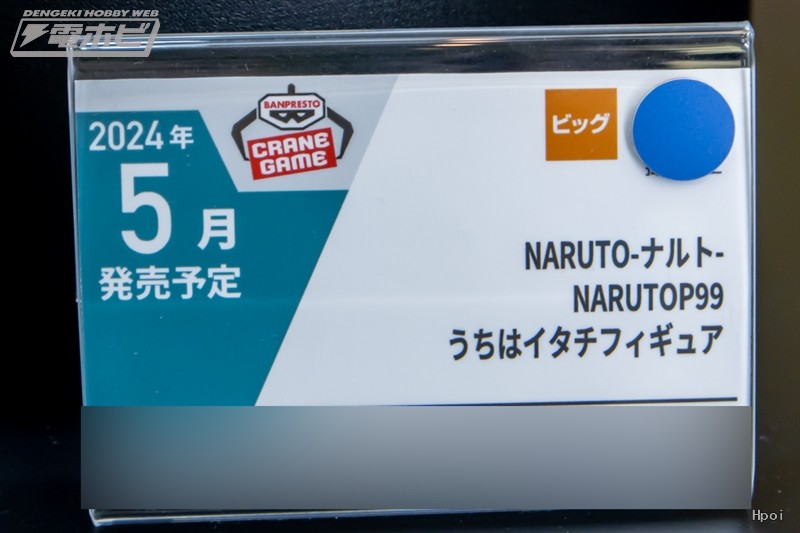 DENGEKI HOBBY WEB
電ホビ
BANPRESTO
CRANE
GAME
2024年
5月
発売予定
ビッグ
NARUTO-ナルト-
NARUTOP99
うちはイタチフィギュア
Hpoi